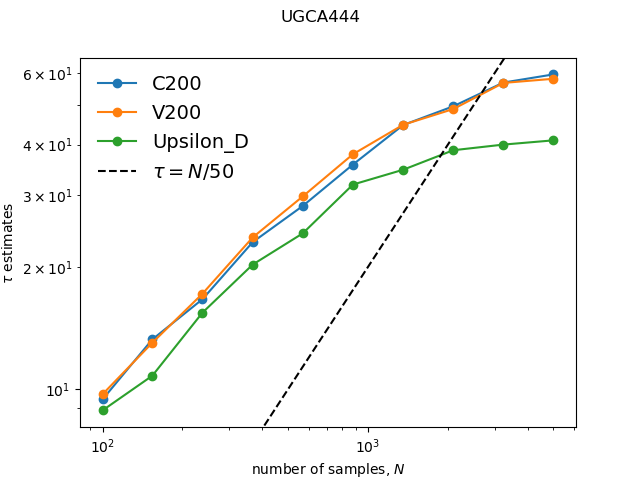 UGCA444
C200
V200
Upsilon_D
τ = N/50
6 × 10¹
4 × 10¹
3 × 10¹
2 × 10¹
10¹
τ estimates
10²
10³
number of samples, N